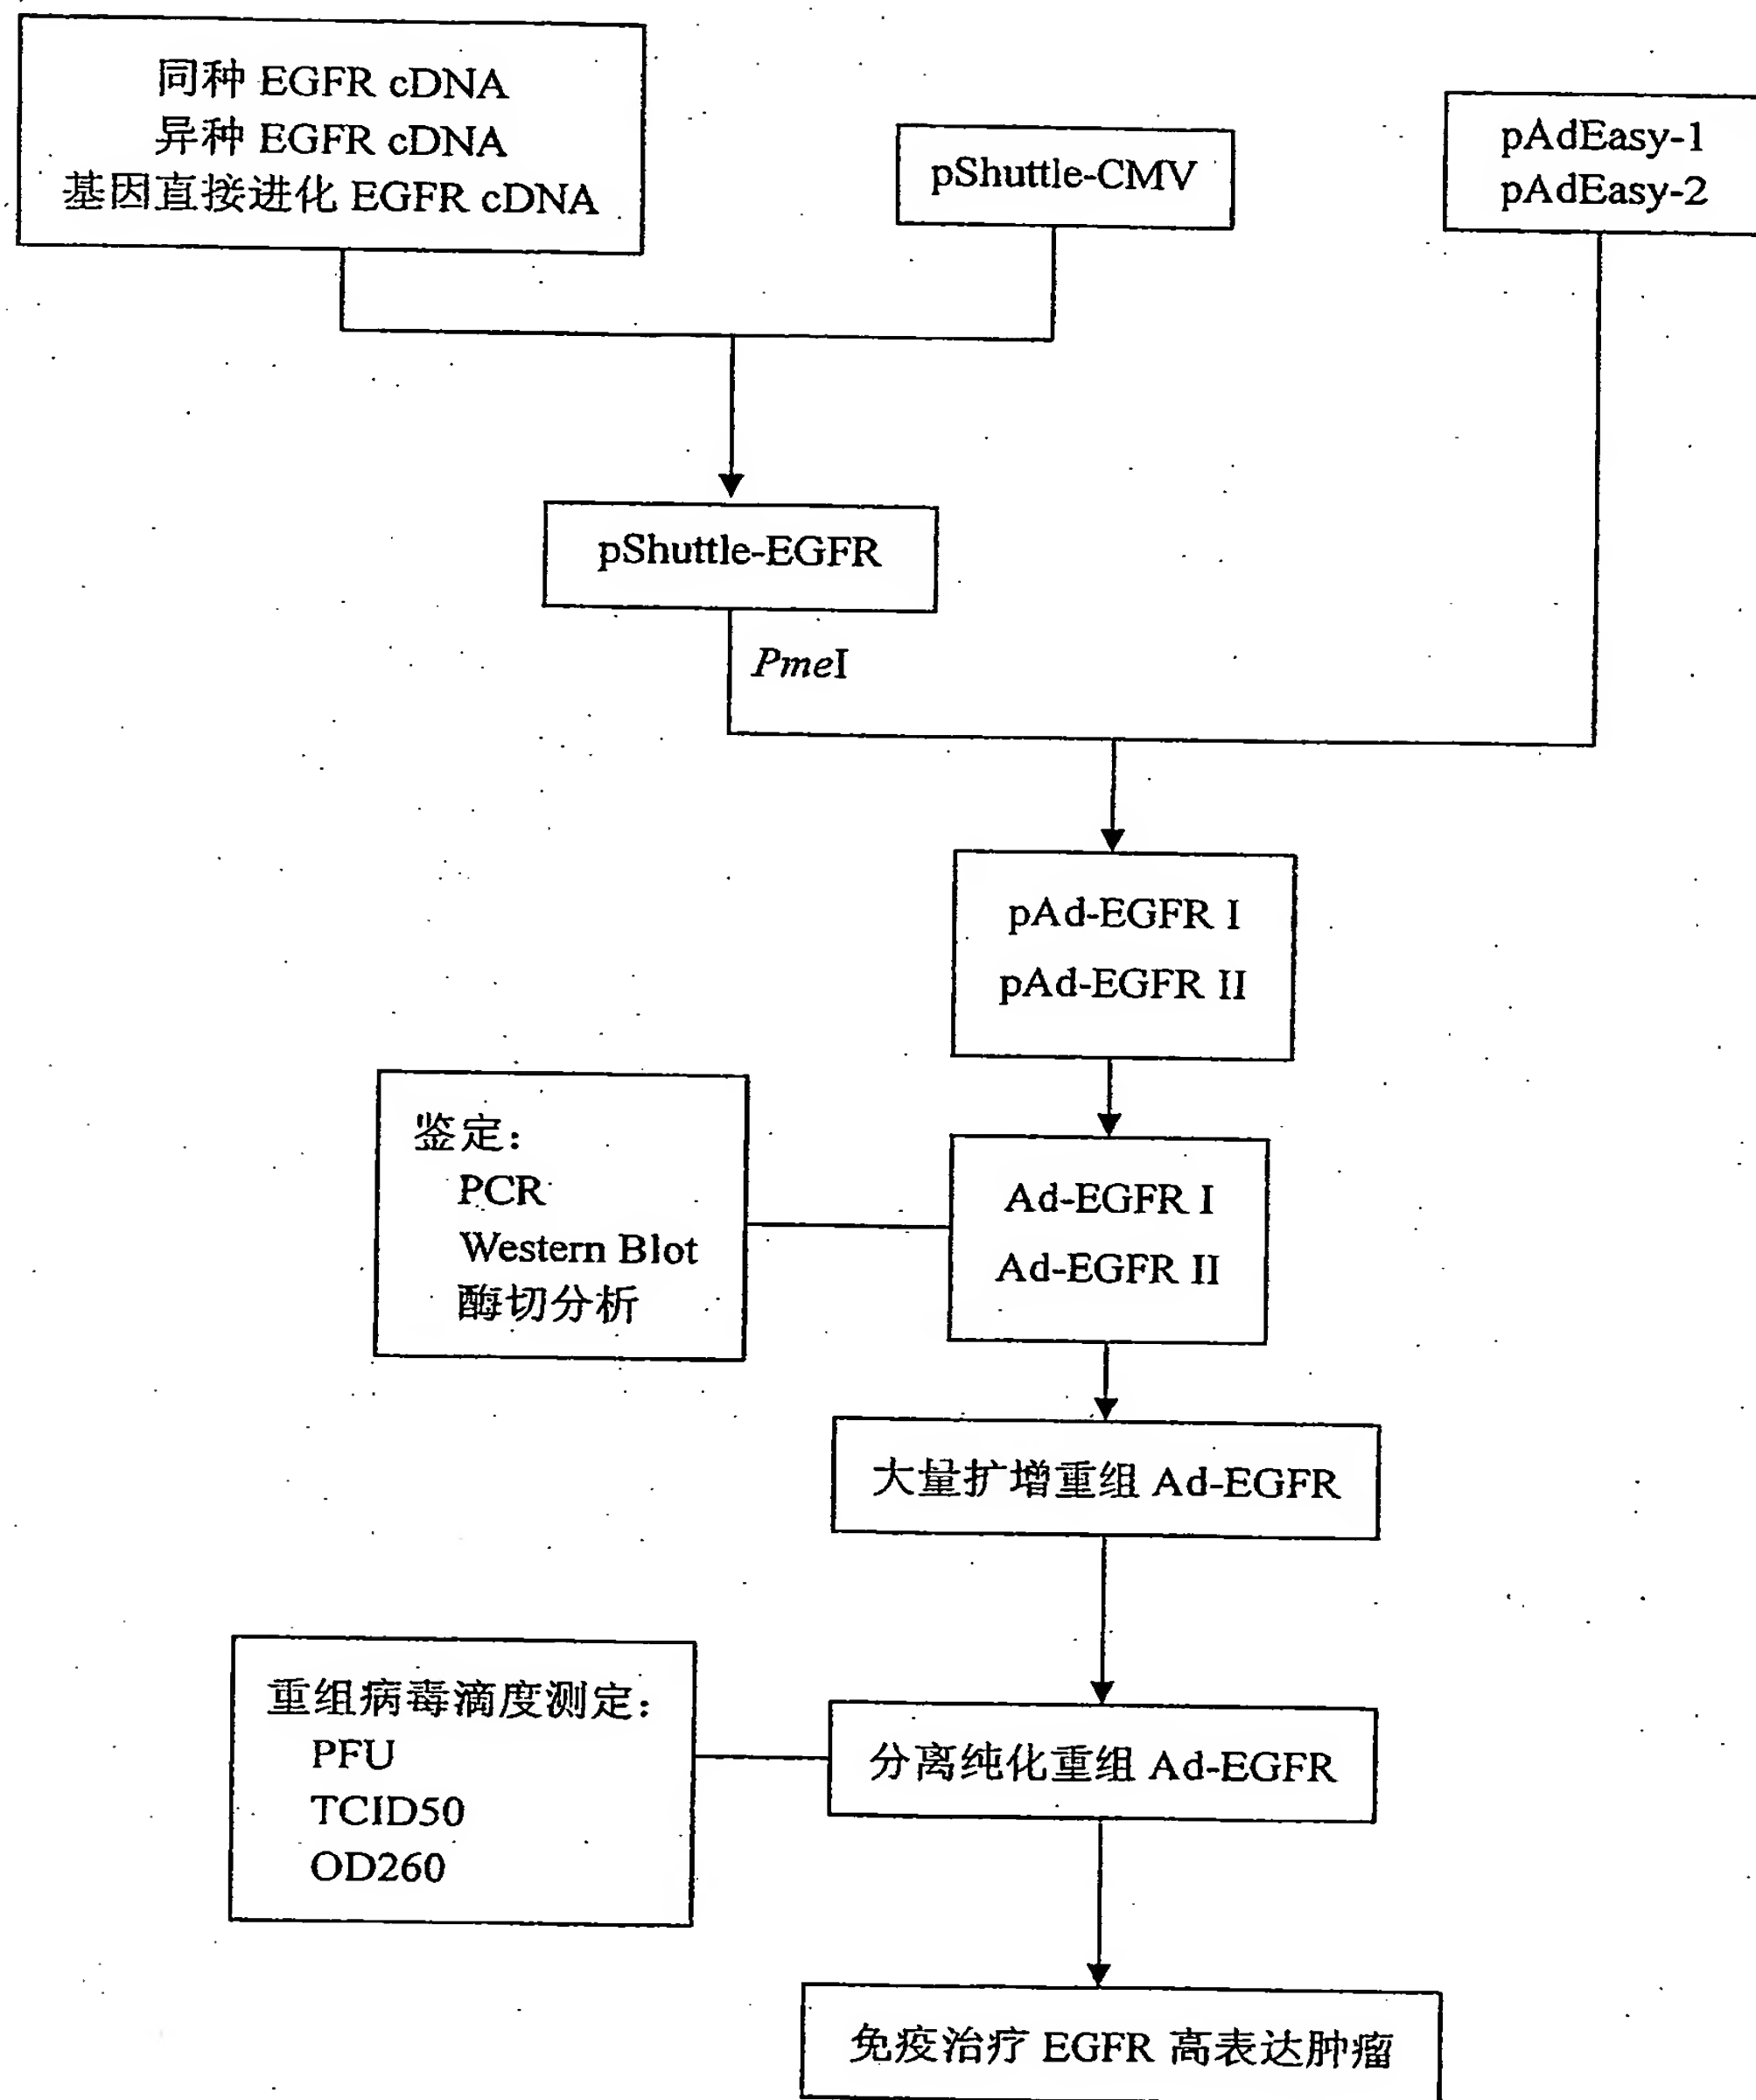 同种 EGFR cDNA
异种 EGFR cDNA
基因直接进化 EGFR cDNA
pShuttle-CMV
pAdEasy-1
pAdEasy-2
pShuttle-EGFR
PmeI
pAd-EGFR I
pAd-EGFR II
鉴定：
PCR
Western Blot
酶切分析
Ad-EGFR I
Ad-EGFR II
大量扩增重组 Ad-EGFR
重组病毒滴度测定：
PFU
TCID50
OD260
分离纯化重组 Ad-EGFR
免疫治疗 EGFR 高表达肿瘤